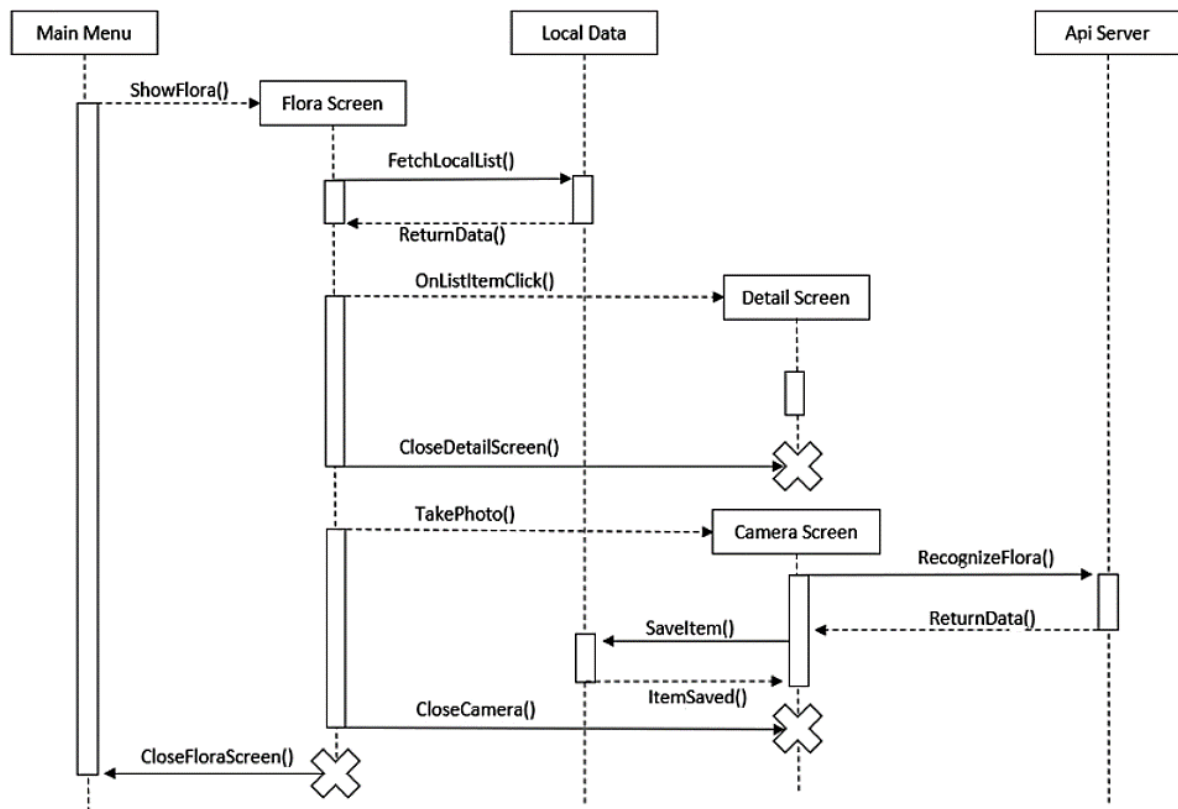 Main Menu
Local Data
Api Server
ShowFlora()
Flora Screen
FetchLocalList()
ReturnData()
OnListItemClick()
Detail Screen
CloseDetailScreen()
TakePhoto()
Camera Screen
RecognizeFlora()
ReturnData()
SaveItem()
ItemSaved()
CloseCamera()
CloseFloraScreen()